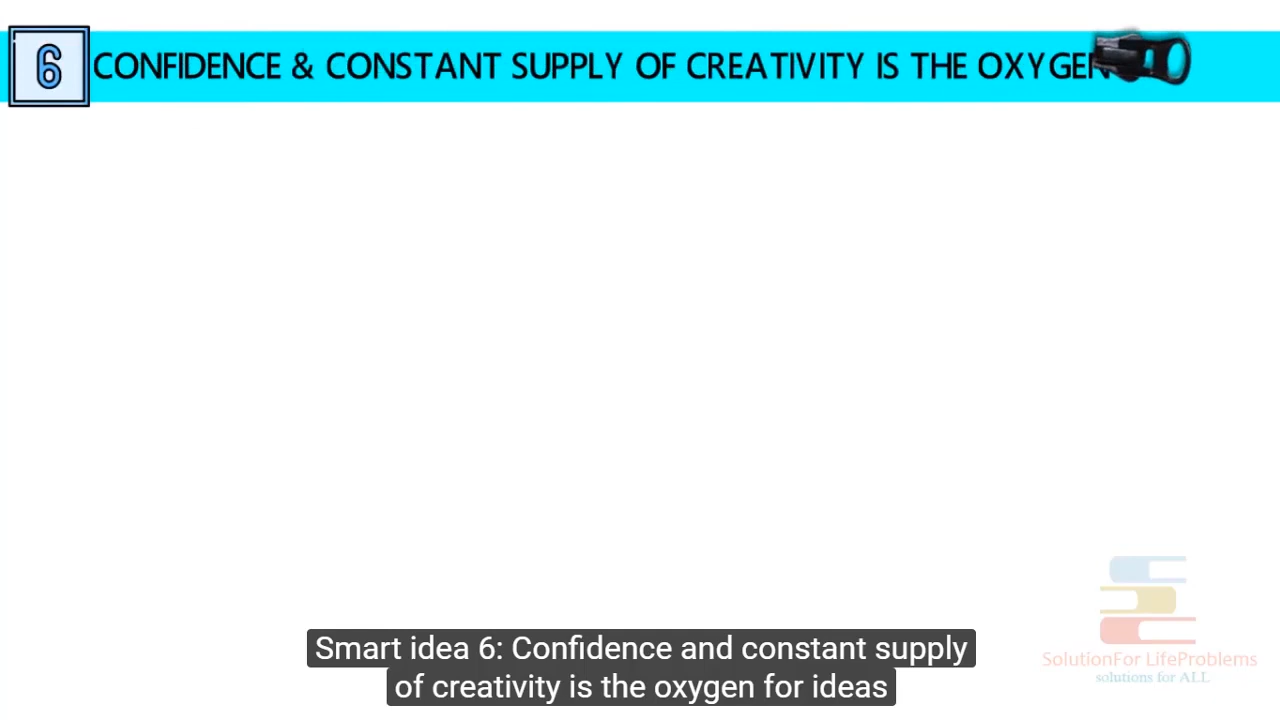 6
CONFIDENCE & CONSTANT SUPPLY OF CREATIVITY IS THE OXYGEN
SolutionFor LifeProblems
solutions for ALL
Smart idea 6: Confidence and constant supply
of creativity is the oxygen for ideas